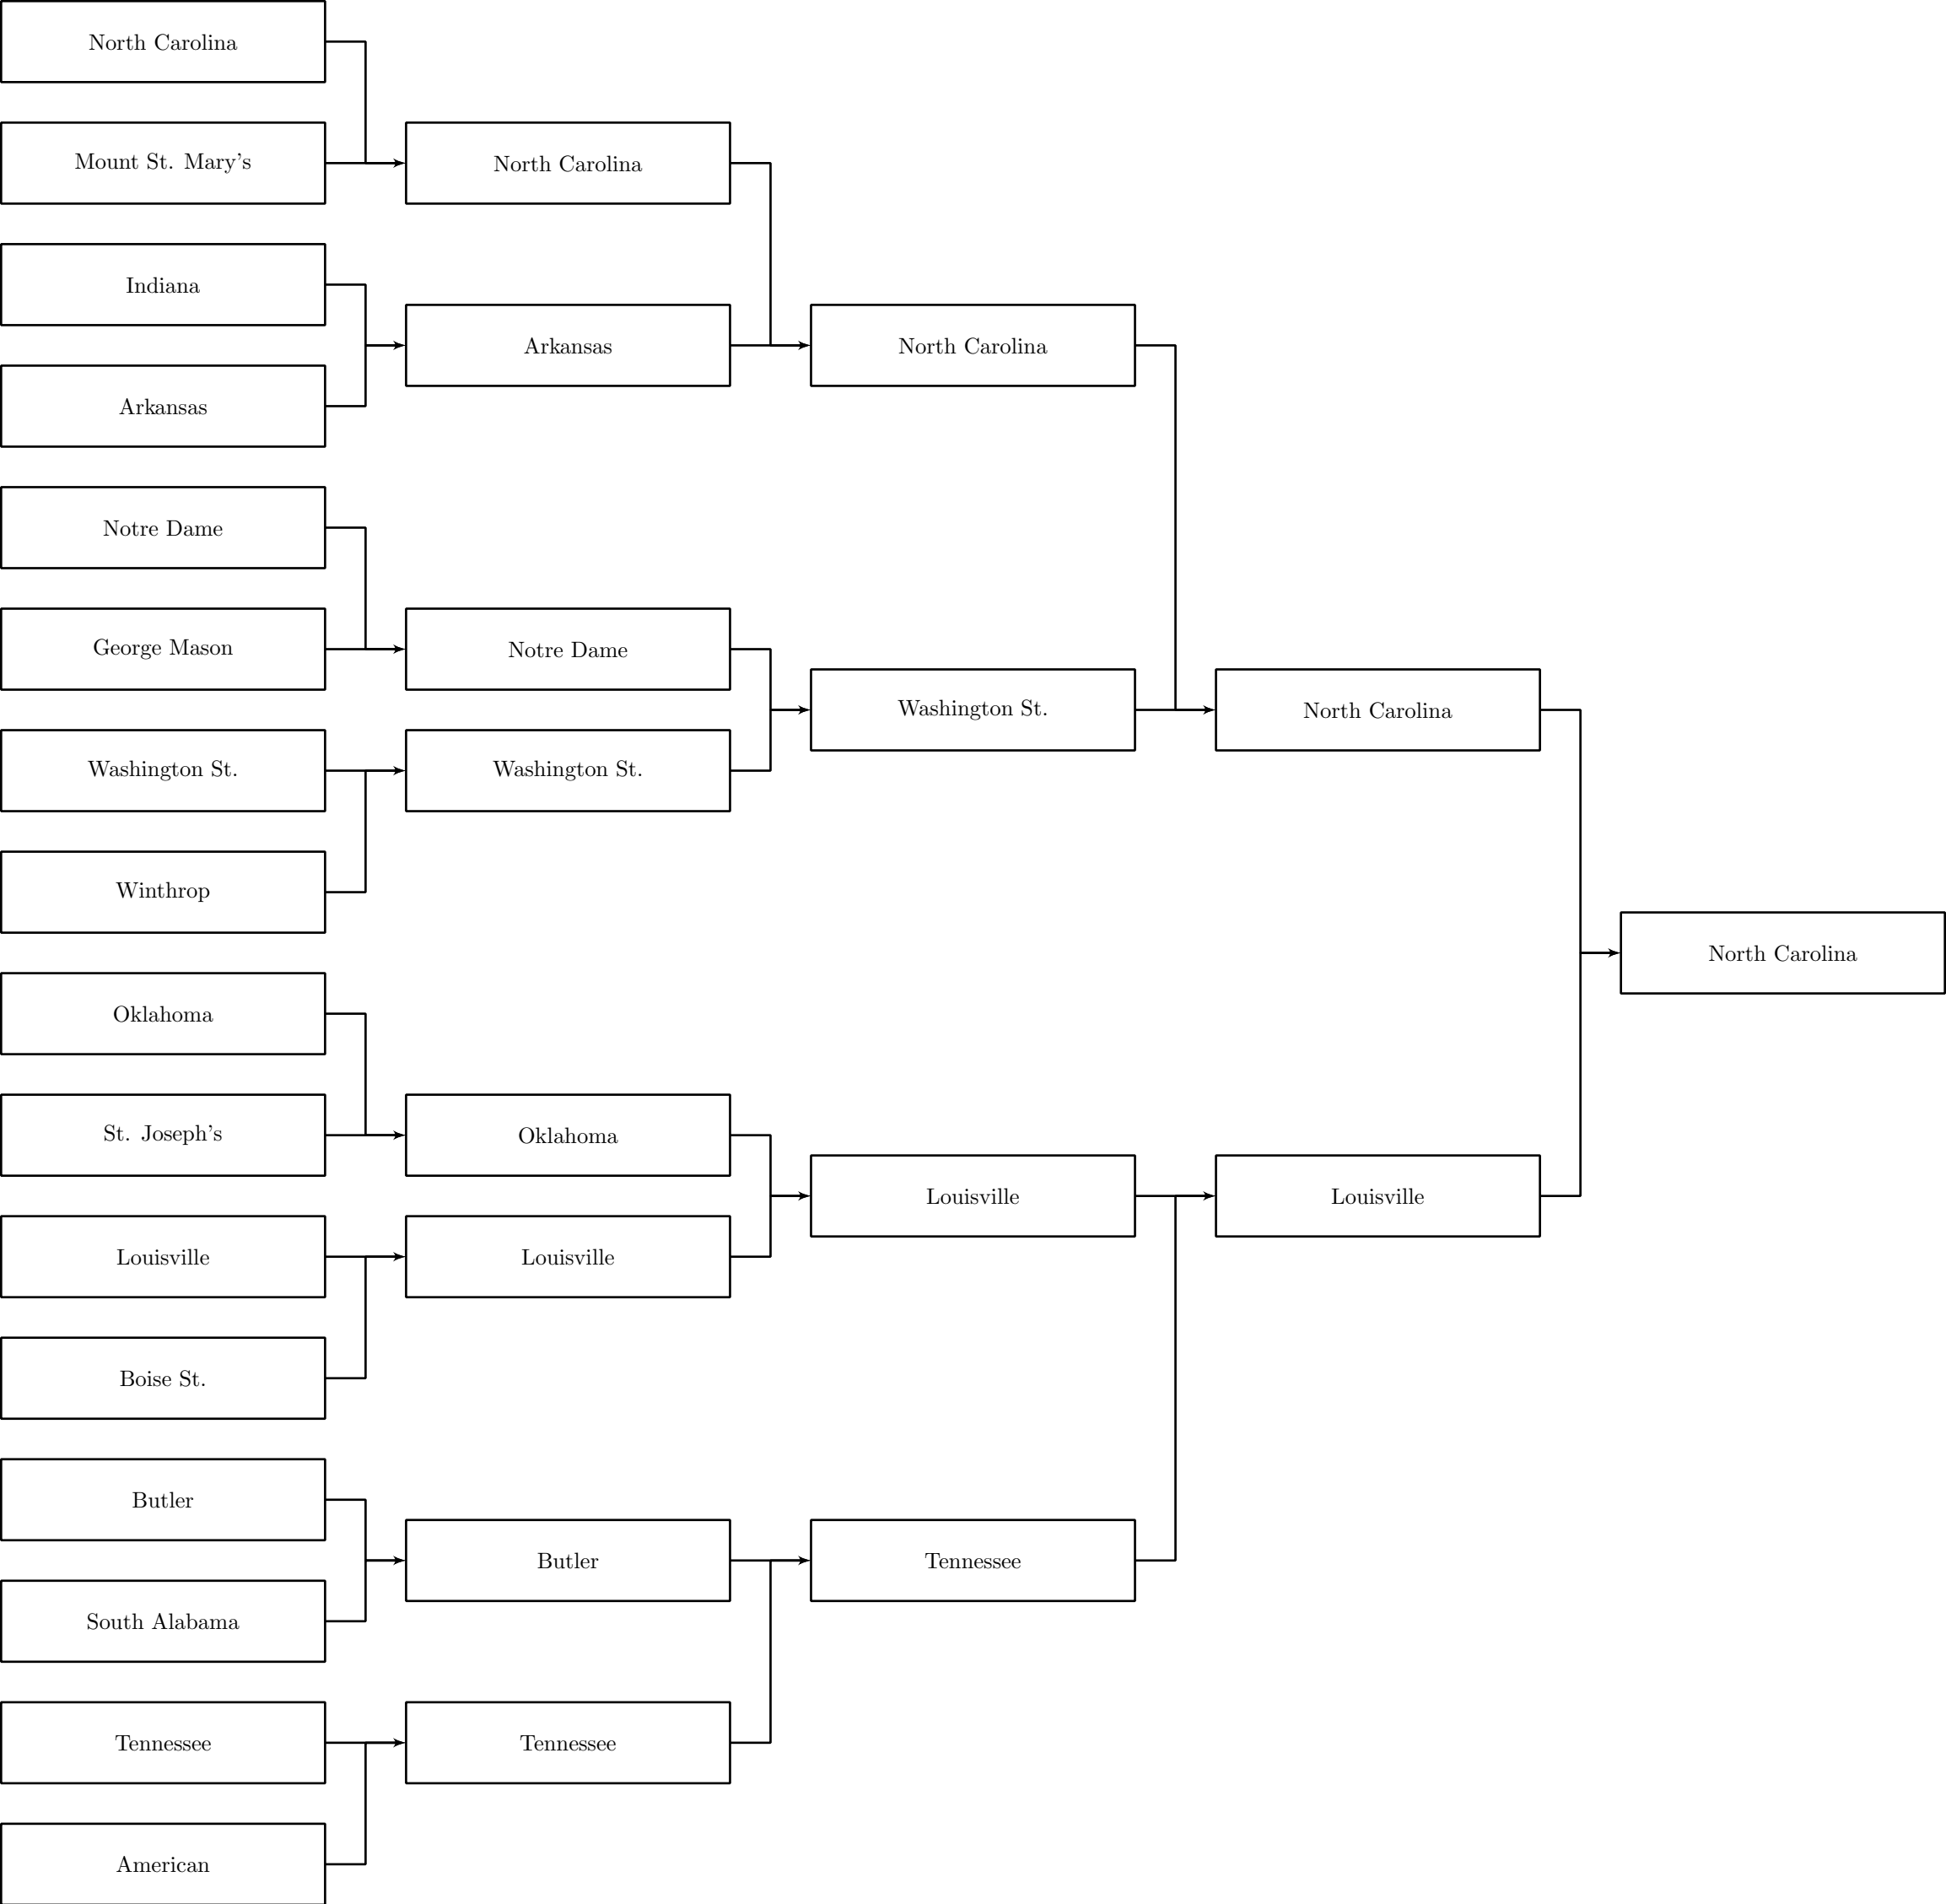 North Carolina
Mount St. Mary's
Indiana
Arkansas
Notre Dame
George Mason
Washington St.
Winthrop
Oklahoma
St. Joseph's
Louisville
Boise St.
Butler
South Alabama
Tennessee
American
North Carolina
Arkansas
Notre Dame
Washington St.
Oklahoma
Louisville
Butler
Tennessee
North Carolina
Washington St.
Louisville
Tennessee
North Carolina
Louisville
North Carolina